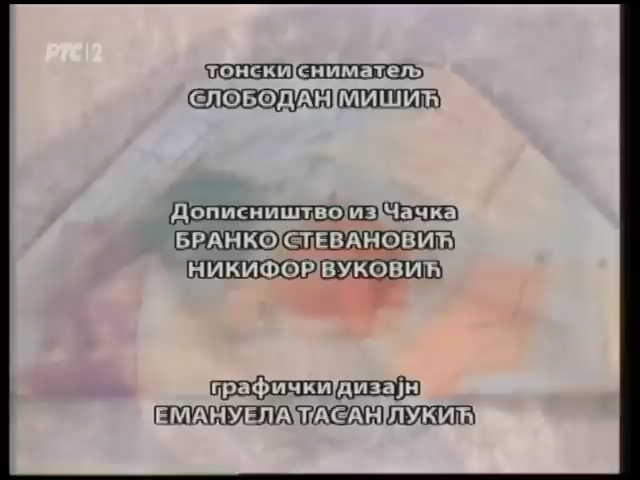 РТС|2
тонски сниматељ
СЛОБОДАН МИШИЋ
Дописништво из Чачка
БРАНКО СТЕВАНОВИЋ
НИКИФОР ВУКОВИЋ
графички дизајн
ЕМАНУЕЛА ТАСАН ЛУКИЋ